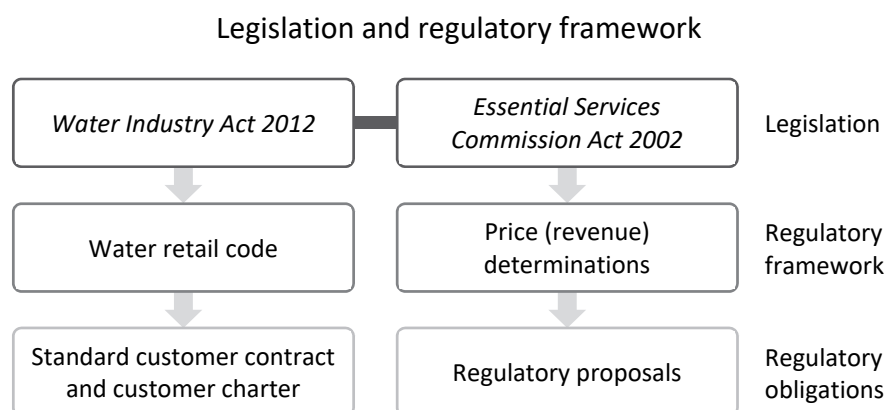 Legislation and regulatory framework
Water Industry Act 2012
Essential Services
Commission Act 2002
Legislation
Water retail code
Price (revenue)
determinations
Regulatory
framework
Standard customer contract
and customer charter
Regulatory proposals
Regulatory
obligations